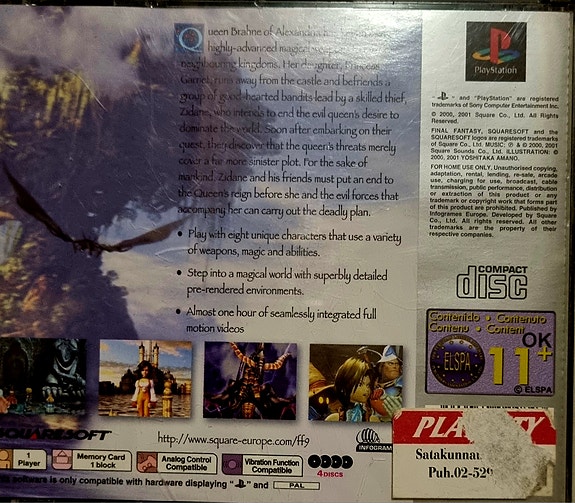 Queen Brahne of Alexandria
highly-advanced magical
neighbouring kingdoms. Her daughter, Princess
Garnet, runs away from the castle and befriends a
group of good-hearted bandits lead by a skilled thief,
Zidane, who intends to end the evil queen's desire to
dominate the world. Soon after embarking on their
quest, they discover that the queen's threats merely
cover a far more sinister plot. For the sake of
mankind, Zidane and his friends must put an end to
the Queen's reign before she and the evil forces that
accompany her can carry out the deadly plan.
• Play with eight unique characters that use a variety
of weapons, magic and abilities.
• Step into a magical world with superbly detailed
pre-rendered environments.
• Almost one hour of seamlessly integrated full
motion videos
PlayStation
" " and "PlayStation" are registered
trademarks of Sony Computer Entertainment Inc.
© 2000, 2001 Square Co., Ltd. All Rights
Reserved.
FINAL FANTASY, SQUARESOFT and the
SQUARESOFT logos are registered trademarks
of Square Co., Ltd. MUSIC: ℗ & © 2000, 2001
Square Sounds Co., Ltd. ILLUSTRATION: ©
2000, 2001 YOSHITAKA AMANO.
FOR HOME USE ONLY. Unauthorised copying,
adaptation, rental, lending, re-sale, arcade
use, charging for use, broadcast, cable
transmission, public performance, distribution
or extraction of this product or any
trademark or copyright work that forms part
of this product are prohibited. Published by
Infogrames Europe. Developed by Square
Co., Ltd. All rights reserved. All other
trademarks are the property of their
respective companies.
COMPACT
disc
Contenido • Contenuto
Contenu • Content
OK
ELSPA
11+
© ELSPA
SQUARESOFT
http://www.square-europe.com/ff9
INFOGRAM
1
Player
Memory Card
1 block
Analog Control
Compatible
Vibration Function
Compatible
4 DISCS
software is only compatible with hardware displaying " " and PAL
Satakunna
Puh.02-529